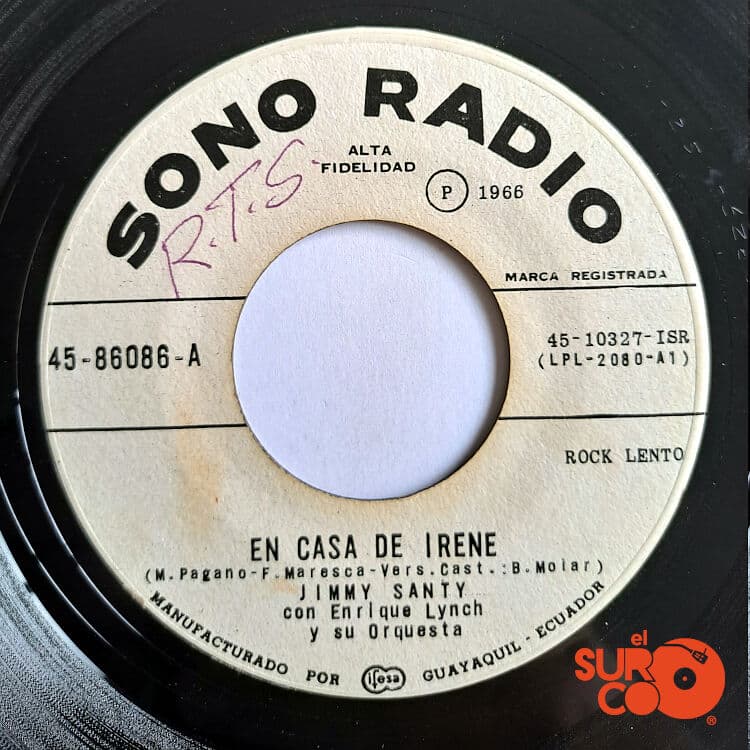 SONO RADIO
R.T.S.
ALTA
FIDELIDAD
P 1966
MARCA REGISTRADA
45-86086-A
45-10327-ISR
(LPL-2080-A1)
ROCK LENTO
EN CASA DE IRENE
(M. Pagano-F. Maresca-Vers. Cast.:B. Molar)
JIMMY SANTY
con Enrique Lynch
y su Orquesta
MANUFACTURADO POR ifesa GUAYAQUIL - ECUADOR
el
SUR
CO
®